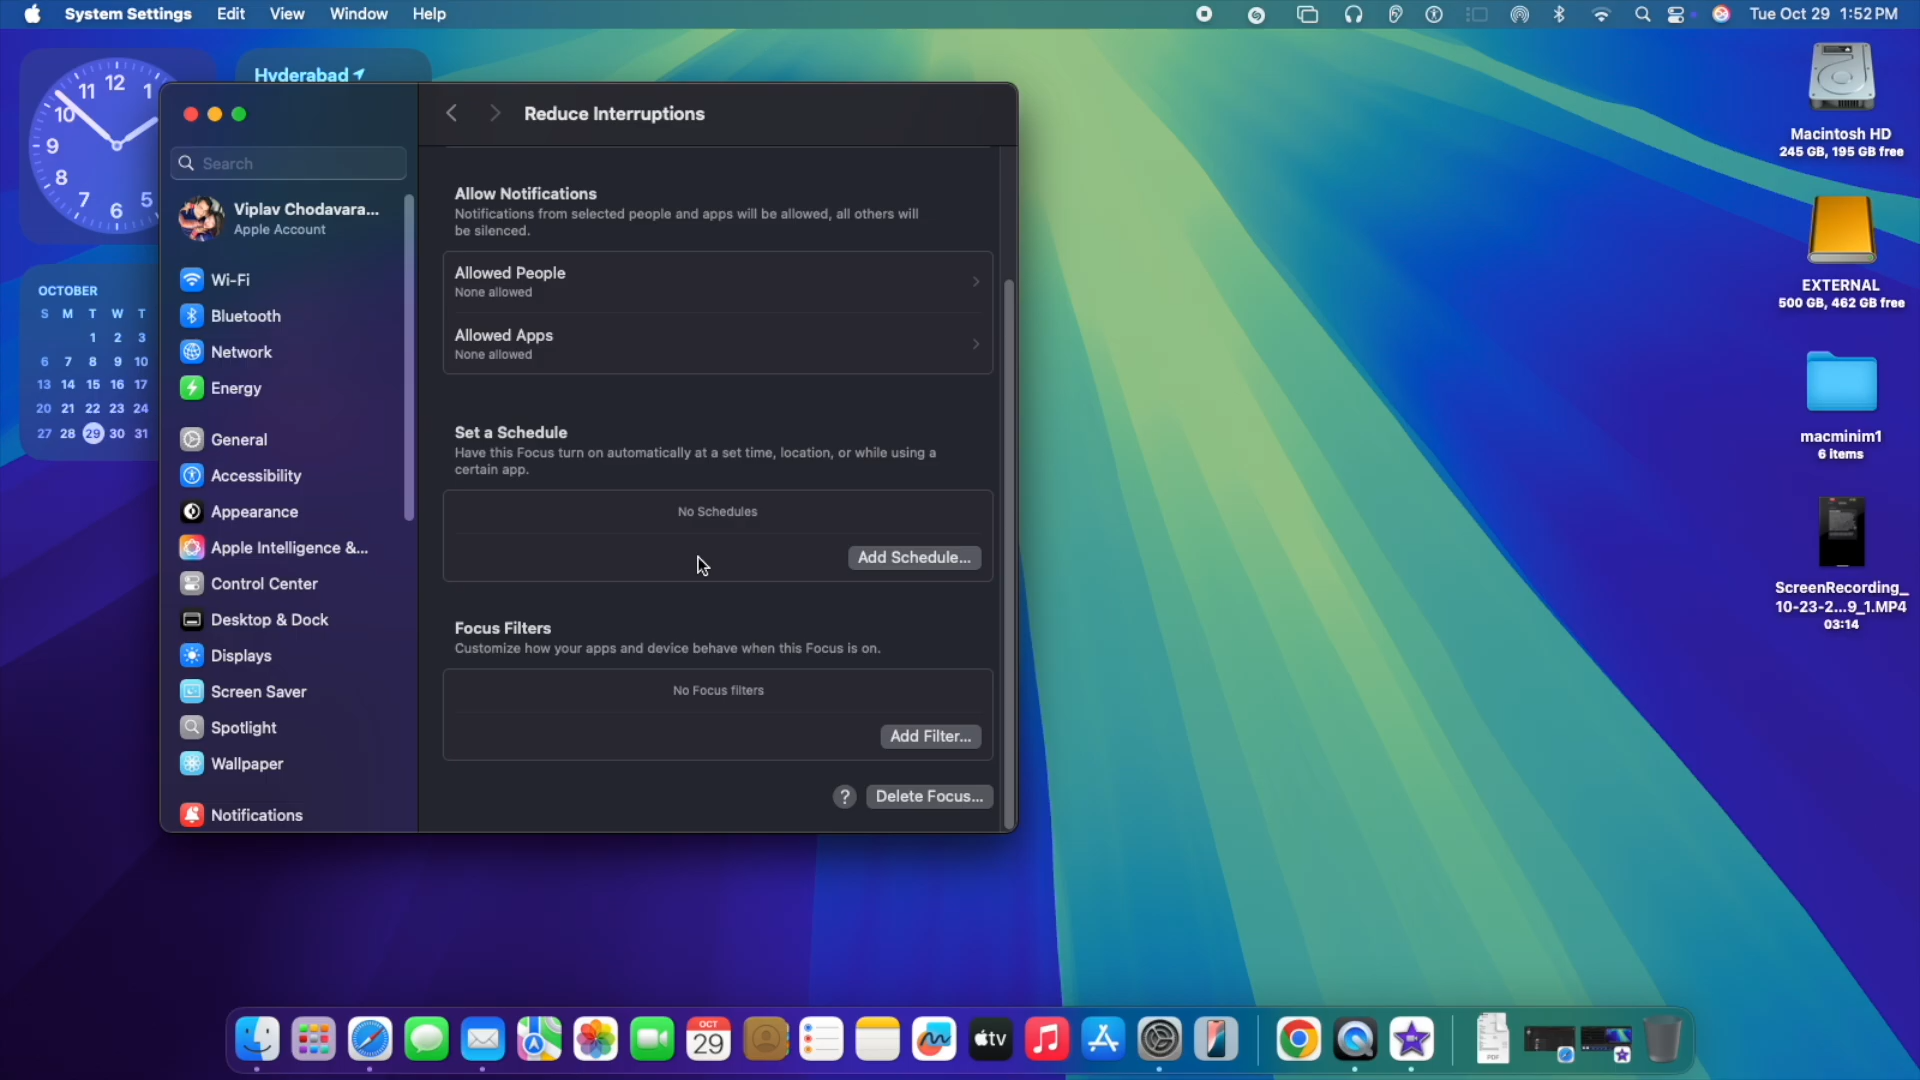 System Settings Edit View Window Help
Tue Oct 29 1:52 PM
12
11
1
10
9
8
7
6
5
Hyderabad
OCTOBER
S M T W T
1 2 3
6 7 8 9 10
13 14 15 16 17
20 21 22 23 24
27 28 29 30 31
Search
Viplav Chodavara...
Apple Account
Wi-Fi
Bluetooth
Network
Energy
General
Accessibility
Appearance
Apple Intelligence &...
Control Center
Desktop & Dock
Displays
Screen Saver
Spotlight
Wallpaper
Notifications
Reduce Interruptions
Allow Notifications
Notifications from selected people and apps will be allowed, all others will
be silenced.
Allowed People
None allowed
Allowed Apps
None allowed
Set a Schedule
Have this Focus turn on automatically at a set time, location, or while using a
certain app.
No Schedules
Add Schedule...
Focus Filters
Customize how your apps and device behave when this Focus is on.
No Focus filters
Add Filter...
? Delete Focus...
Macintosh HD
245 GB, 195 GB free
EXTERNAL
500 GB, 462 GB free
macminim1
6 items
ScreenRecording_
10-23-2...9_1.MP4
03:14
OCT
29
tv
PDF